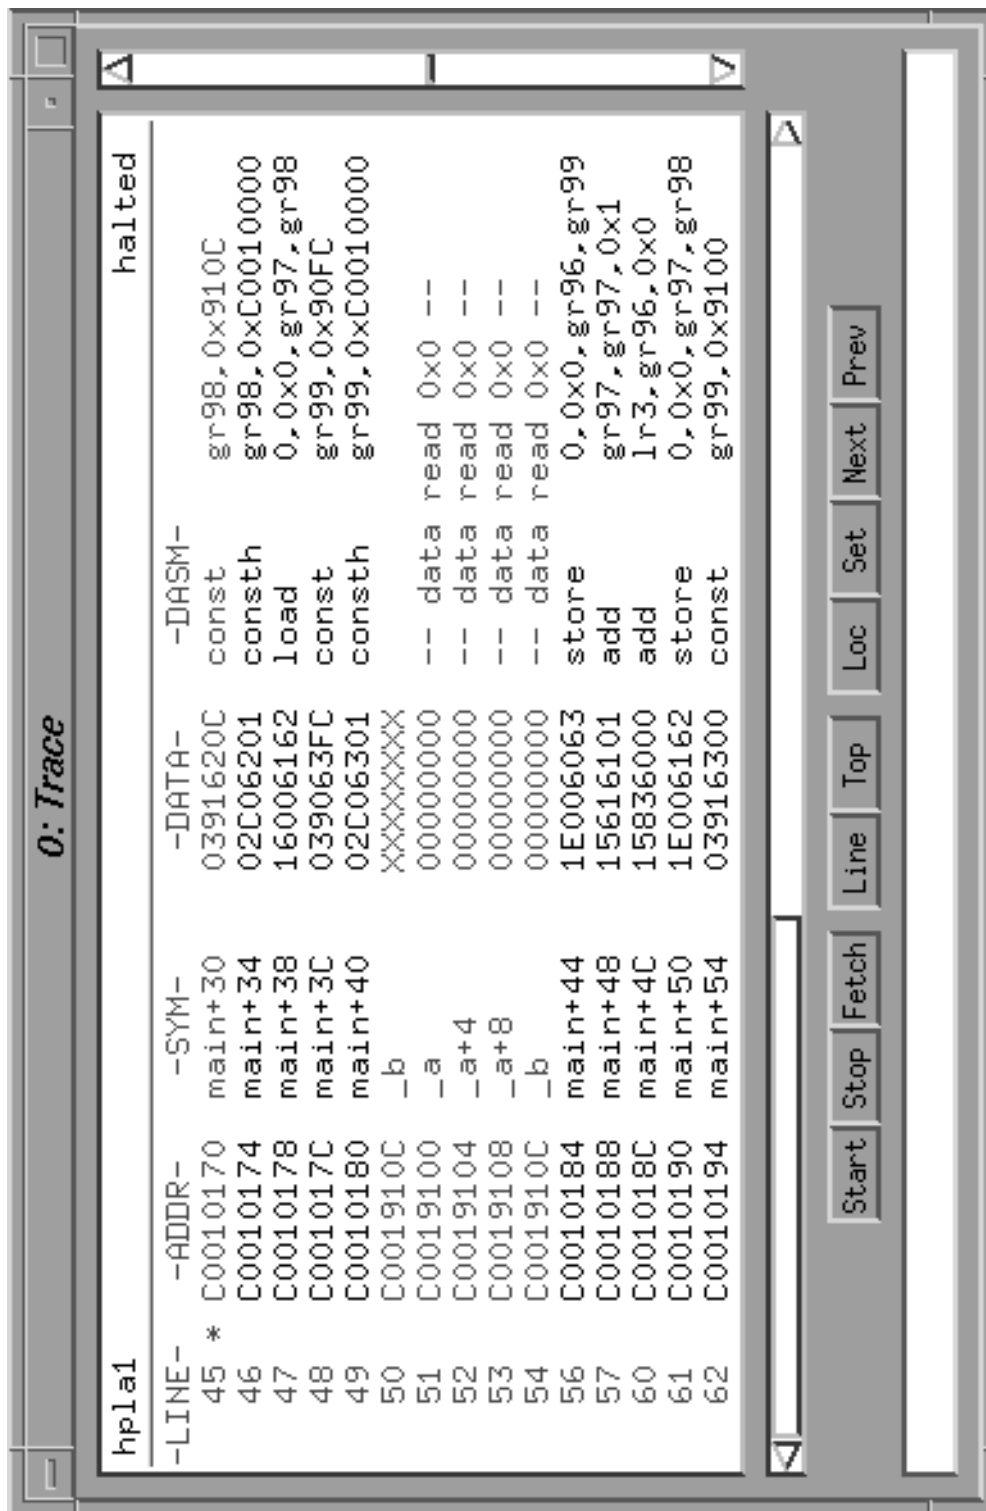 0: Trace
hpla1 halted
-LINE- -ADDR- -SYM- -DATA- -DASM-
45 * C0010170 main+30 0391620C const gr98,0x910C
46 C0010174 main+34 02C06201 consth gr98,0xC0010000
47 C0010178 main+38 16006162 load 0,0x0,gr97,gr98
48 C001017C main+3C 039063FC const gr99,0x90FC
49 C0010180 main+40 02C06301 consth gr99,0xC0010000
50 C001910C _b XXXXXXXX
51 C0019100 _a 00000000 -- data read 0x0 --
52 C0019104 _a+4 00000000 -- data read 0x0 --
53 C0019108 _a+8 00000000 -- data read 0x0 --
54 C001910C _b 00000000 -- data read 0x0 --
56 C0010184 main+44 1E006063 store 0,0x0,gr96,gr99
57 C0010188 main+48 15616101 add gr97,gr97,0x1
60 C001018C main+4C 15836000 add lr3,gr96,0x0
61 C0010190 main+50 1E006162 store 0,0x0,gr97,gr98
62 C0010194 main+54 03916300 const gr99,0x9100
Start Stop Fetch Line Top Loc Set Next Prev